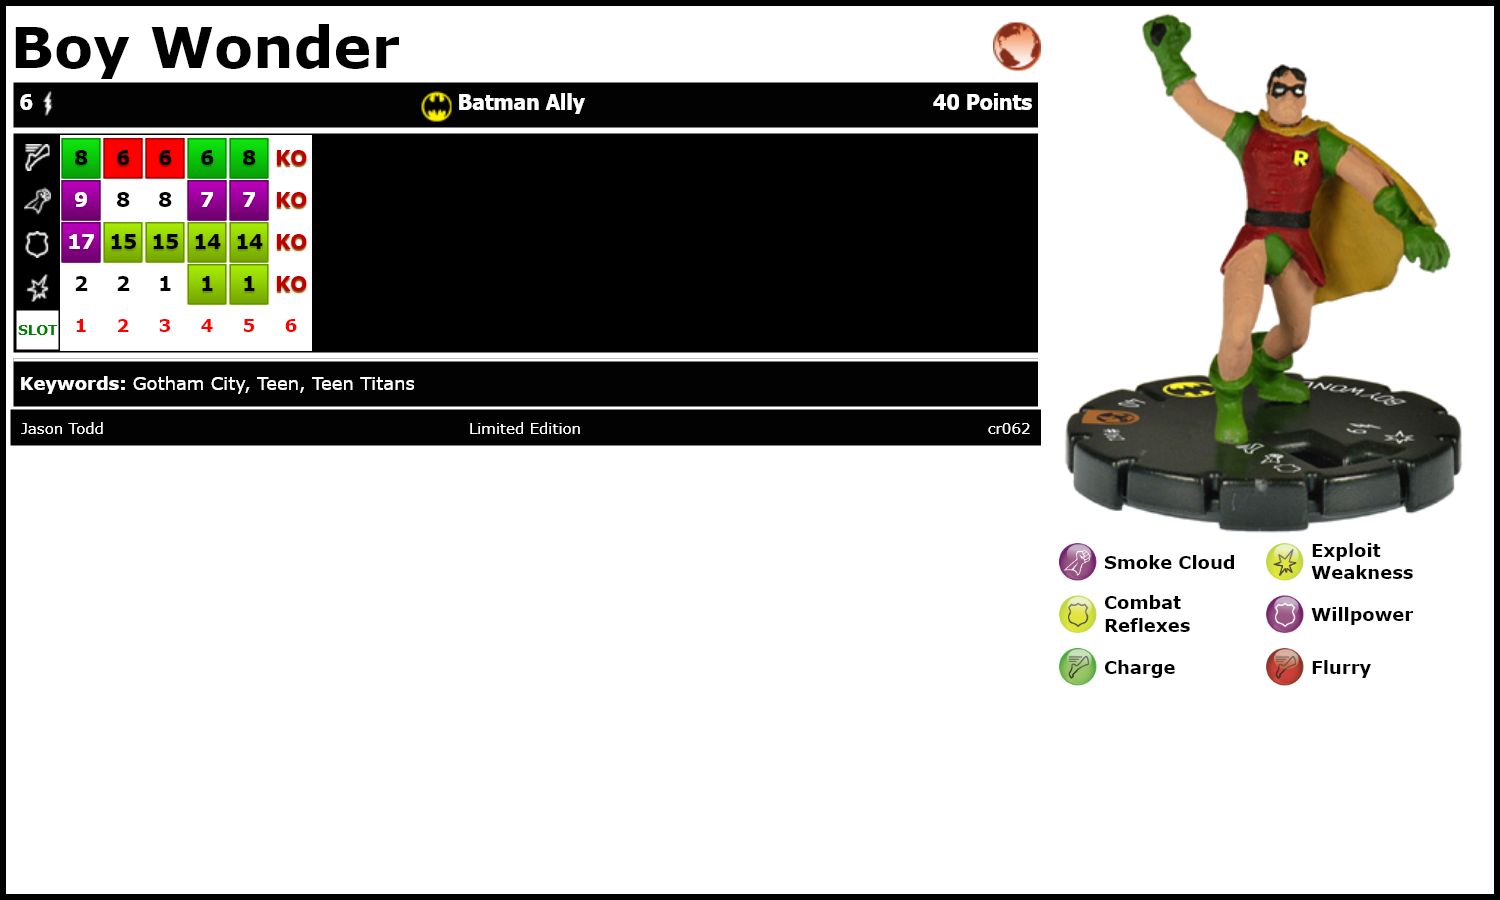 Boy Wonder
6 Batman Ally 40 Points
8 6 6 6 8 KO
9 8 8 7 7 KO
17 15 15 14 14 KO
2 2 1 1 1 KO
SLOT 1 2 3 4 5 6
Keywords: Gotham City, Teen, Teen Titans
Jason Todd Limited Edition cr062
R
BOY WONDER
#062
Smoke Cloud
Exploit
Weakness
Combat
Reflexes
Willpower
Charge
Flurry